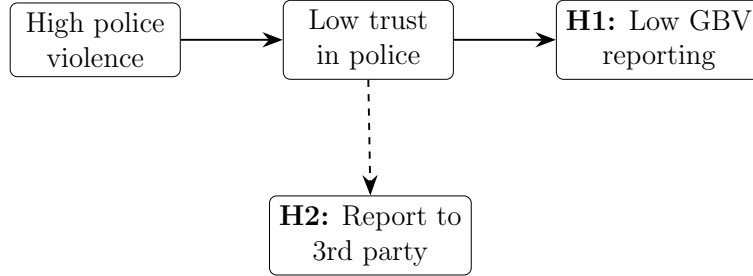 High police
violence
Low trust
in police
H1: Low GBV
reporting
H2: Report to
3rd party